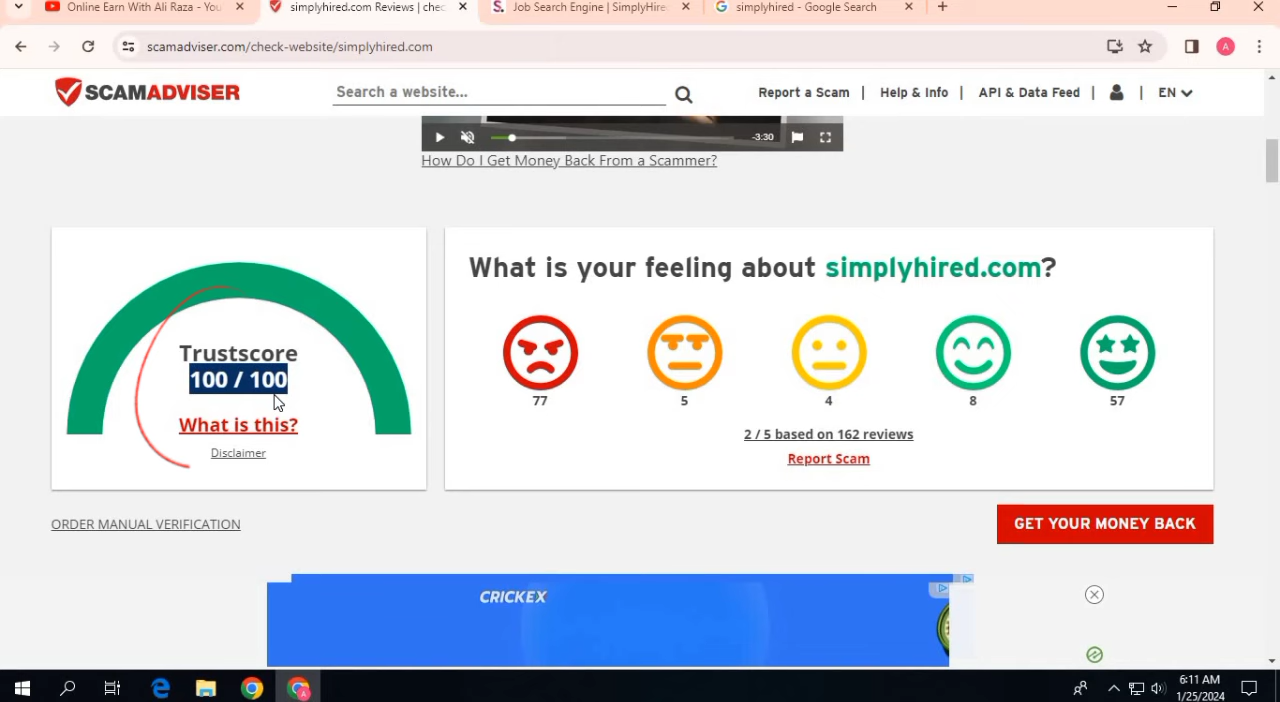 Online Earn With Ali Raza - You
simplyhired.com Reviews | chec
Job Search Engine | SimplyHire
simplyhired - Google Search
scamadviser.com/check-website/simplyhired.com
A
SCAMADVISER
Search a website...
Report a Scam | Help & Info | API & Data Feed | | EN
-3:30
How Do I Get Money Back From a Scammer?
Trustscore
100 / 100
What is this?
Disclaimer
What is your feeling about simplyhired.com?
77 5 4 8 57
2 / 5 based on 162 reviews
Report Scam
ORDER MANUAL VERIFICATION
GET YOUR MONEY BACK
CRICKEX
6:11 AM
1/25/2024